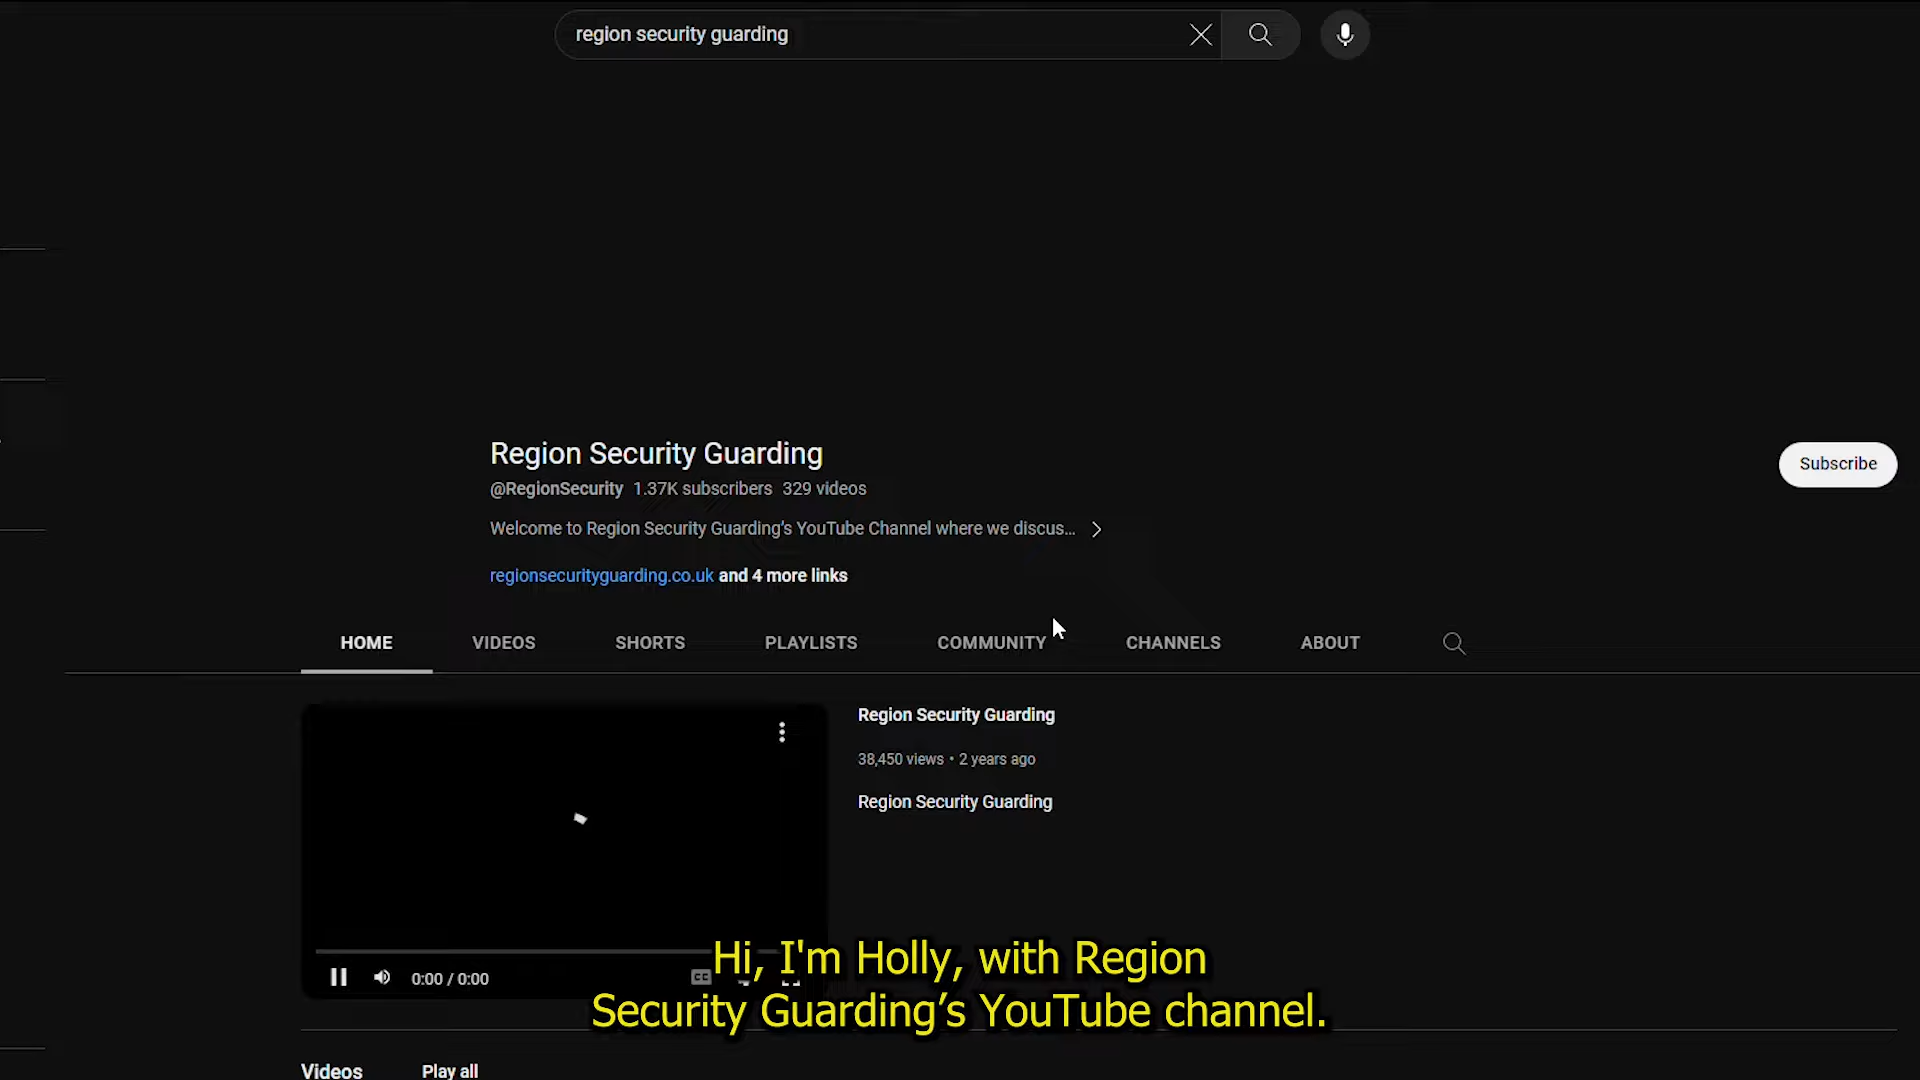 region security guarding
Region Security Guarding
@RegionSecurity 1.37K subscribers 329 videos
Welcome to Region Security Guarding's YouTube Channel where we discus...
regionsecurityguarding.co.uk and 4 more links
Subscribe
HOME VIDEOS SHORTS PLAYLISTS COMMUNITY CHANNELS ABOUT
Region Security Guarding
38,450 views • 2 years ago
Region Security Guarding
0:00 / 0:00
CC
Hi, I'm Holly, with Region
Security Guarding’s YouTube channel.
Videos Play all